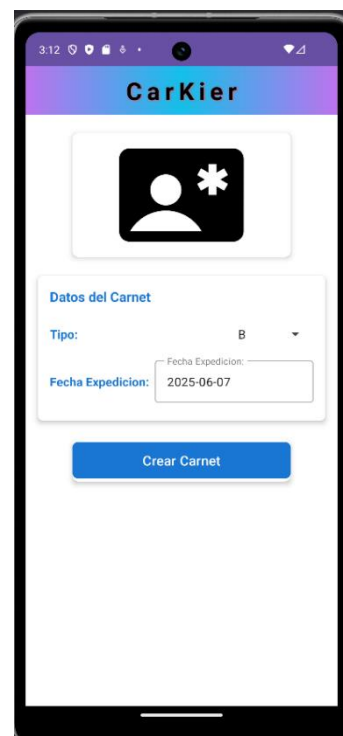 3:12
CarKier
Datos del Carnet
Tipo: B
Fecha Expedicion:
Fecha Expedicion: 2025-06-07
Crear Carnet